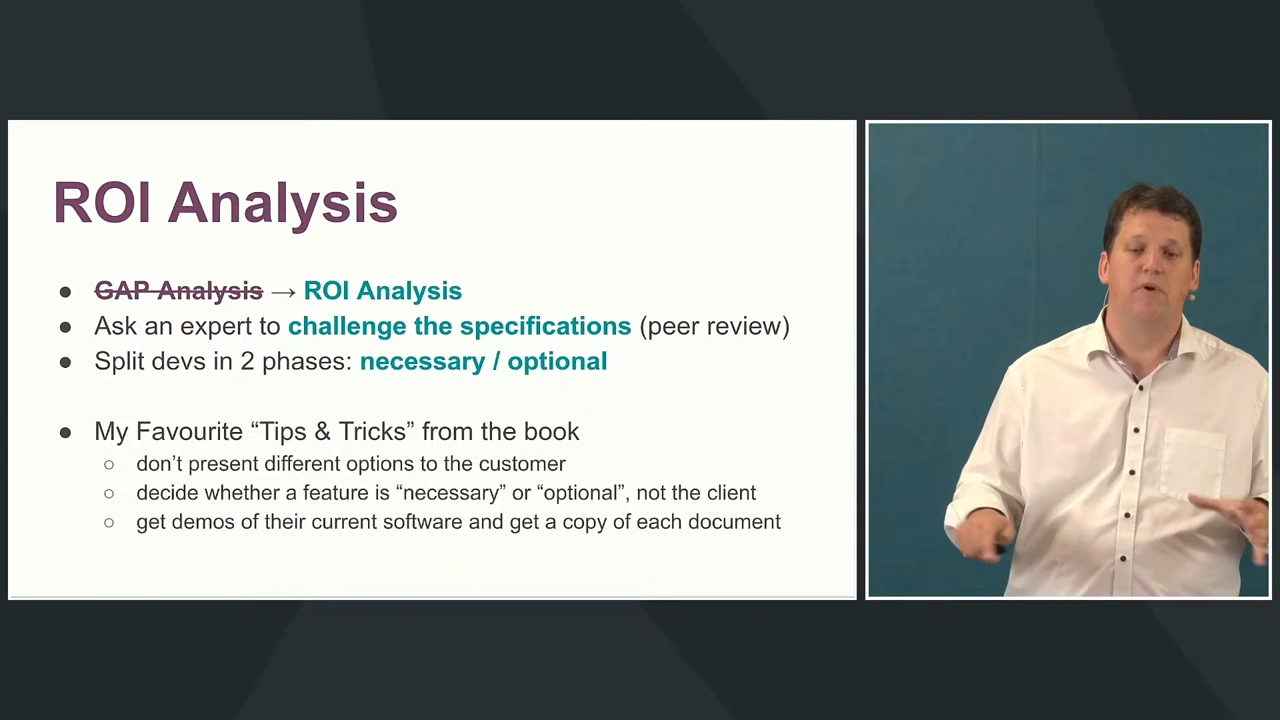 ROI Analysis
● GAP Analysis → ROI Analysis
● Ask an expert to challenge the specifications (peer review)
● Split devs in 2 phases: necessary / optional
● My Favourite “Tips & Tricks” from the book
○ don’t present different options to the customer
○ decide whether a feature is “necessary” or “optional”, not the client
○ get demos of their current software and get a copy of each document